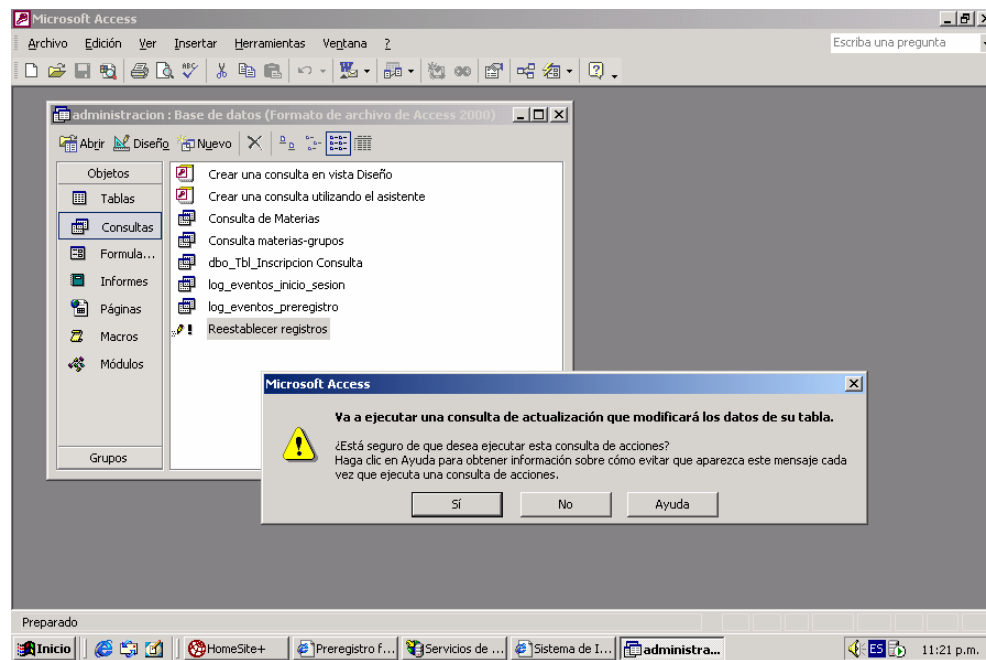 Microsoft Access
Archivo Edición Ver Insertar Herramientas Ventana ?
Escriba una pregunta
administracion : Base de datos (Formato de archivo de Access 2000)
Abrir Diseño Nuevo
Objetos
Tablas
Consultas
Formula...
Informes
Páginas
Macros
Módulos
Grupos
Crear una consulta en vista Diseño
Crear una consulta utilizando el asistente
Consulta de Materias
Consulta materias-grupos
dbo_Tbl_Inscripcion Consulta
log_eventos_inicio_sesion
log_eventos_preregistro
Reestablecer registros
Microsoft Access
Va a ejecutar una consulta de actualización que modificará los datos de su tabla.
¿Está seguro de que desea ejecutar esta consulta de acciones?
Haga clic en Ayuda para obtener información sobre cómo evitar que aparezca este mensaje cada
vez que ejecuta una consulta de acciones.
Sí No Ayuda
Preparado
Inicio HomeSite+ Preregistro f... Servicios de ... Sistema de I... administra... ES 11:21 p.m.